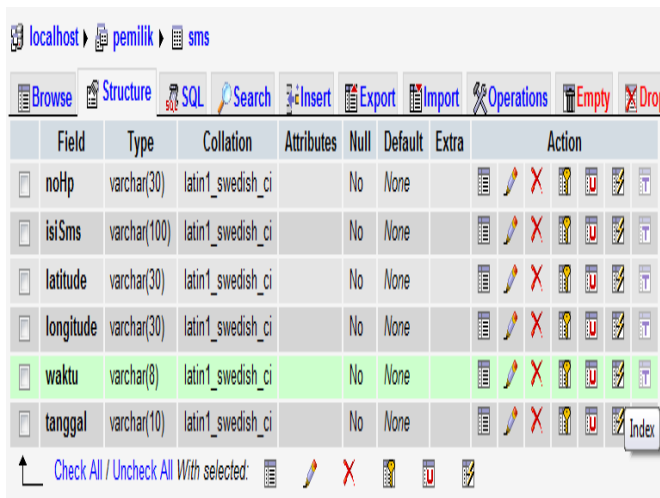 localhost ▸ pemilik ▸ sms
Browse Structure SQL Search Insert Export Import Operations Empty Dro
Field Type Collation Attributes Null Default Extra Action
noHp varchar(30) latin1_swedish_ci No None
isiSms varchar(100) latin1_swedish_ci No None
latitude varchar(30) latin1_swedish_ci No None
longitude varchar(30) latin1_swedish_ci No None
waktu varchar(8) latin1_swedish_ci No None
tanggal varchar(10) latin1_swedish_ci No None
Index
Check All / Uncheck All With selected: